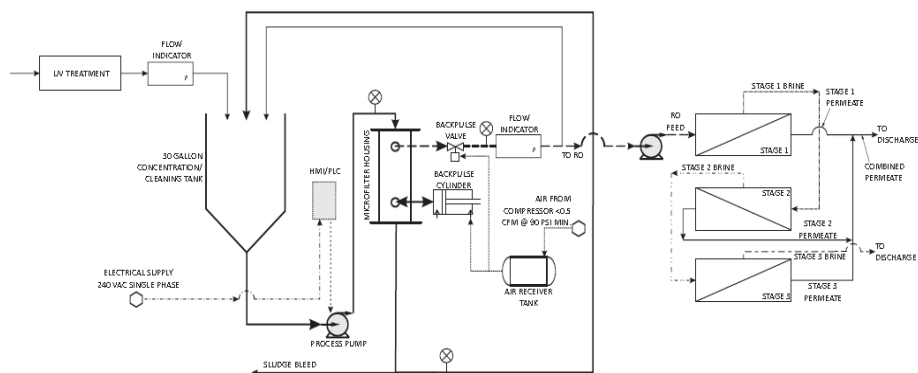 FLOW
INDICATOR
UV TREATMENT
F
30 GALLON
CONCENTRATION/
CLEANING TANK
HMI/PLC
ELECTRICAL SUPPLY
240 VAC SINGLE PHASE
PROCESS PUMP
SLUDGE BLEED
MICROFILTER HOUSING
BACKPULSE
VALVE
FLOW
INDICATOR
F
TO RO
BACKPULSE
CYLINDER
AIR FROM
COMPRESSOR <0.5
CFM @ 90 PSI MIN.
AIR RECEIVER
TANK
RO
FEED
STAGE 1 BRINE
STAGE 1
PERMEATE
STAGE 1
TO
DISCHARGE
COMBINED
PERMEATE
STAGE 2 BRINE
STAGE 2
STAGE 2
PERMEATE
STAGE 3 BRINE
TO
DISCHARGE
STAGE 3
STAGE 3
PERMEATE